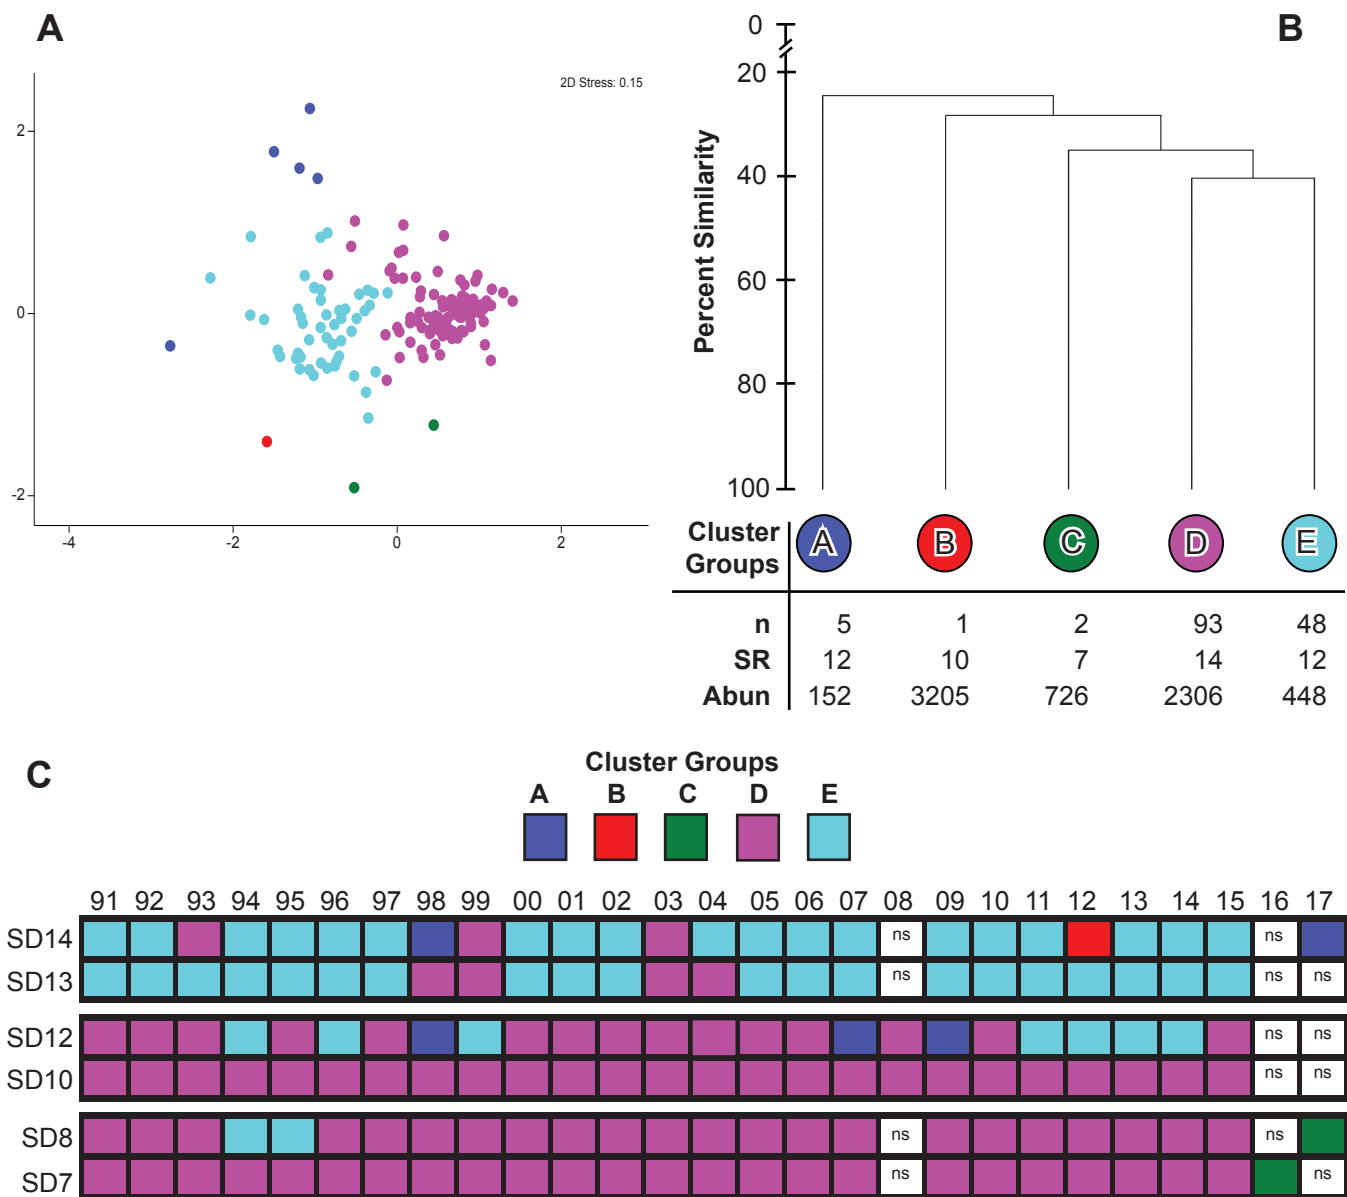 A
2D Stress: 0.15
2
0
-2
-4
-2
0
2
B
Percent Similarity
0
20
40
60
80
100
Cluster Groups
A B C D E
n 5 1 2 93 48
SR 12 10 7 14 12
Abun 152 3205 726 2306 448
C
Cluster Groups
A B C D E
91 92 93 94 95 96 97 98 99 00 01 02 03 04 05 06 07 08 09 10 11 12 13 14 15 16 17
SD14 ns ns
SD13 ns ns ns
SD12 ns ns
SD10 ns ns
SD8 ns ns
SD7 ns ns